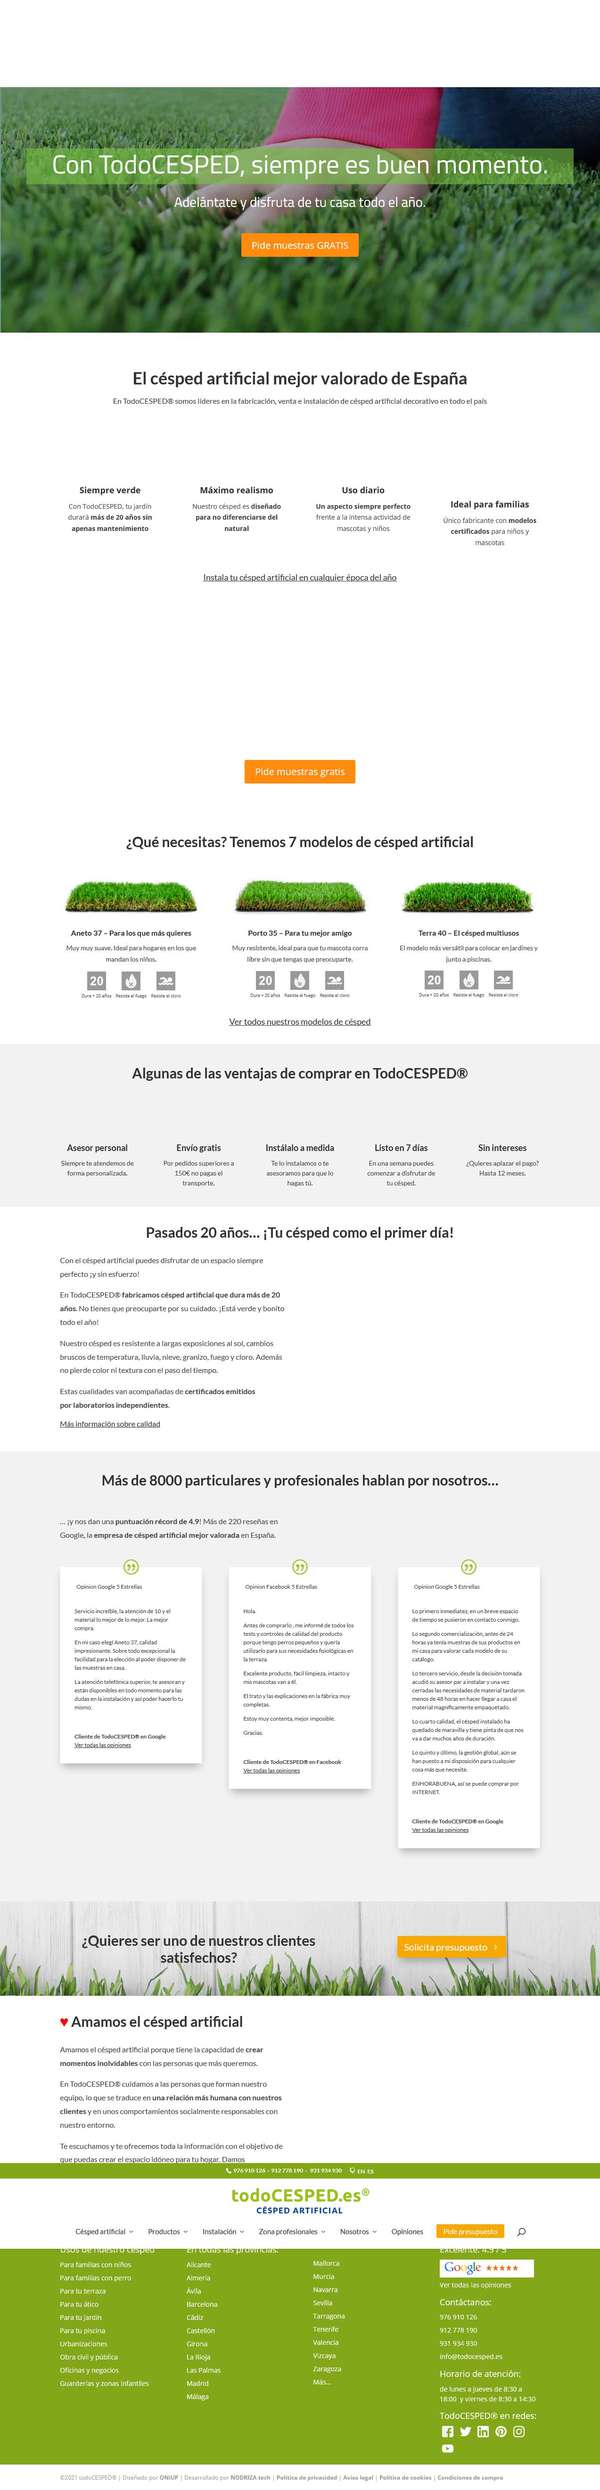 Con TodoCESPED, siempre es buen momento.
Adelántate y disfruta de tu casa todo el año.
Pide muestras GRATIS
El césped artificial mejor valorado de España
En TodoCESPED® somos líderes en la fabricación, venta e instalación de césped artificial decorativo en todo el país
Siempre verde
Con TodoCESPED, tu jardín
durará más de 20 años sin
apenas mantenimiento
Máximo realismo
Nuestro césped es diseñado
para no diferenciarse del
natural
Uso diario
Un aspecto siempre perfecto
frente a la intensa actividad de
mascotas y niños
Ideal para familias
Único fabricante con modelos
certificados para niños y
mascotas
Instala tu césped artificial en cualquier época del año
Pide muestras gratis
¿Qué necesitas? Tenemos 7 modelos de césped artificial
Aneto 37 – Para los que más quieres
Muy muy suave. Ideal para hogares en los que
mandan los niños.
20
Dura + 20 años Resiste el fuego Resiste el cloro
Porto 35 – Para tu mejor amigo
Muy resistente, ideal para que tu mascota corra
libre sin que tengas que preocuparte.
20
Dura + 20 años Resiste el fuego Resiste el cloro
Terra 40 – El césped multiusos
El modelo más versátil para colocar en jardines y
junto a piscinas.
20
Dura + 20 años Resiste el fuego Resiste el cloro
Ver todos nuestros modelos de césped
Algunas de las ventajas de comprar en TodoCESPED®
Asesor personal
Siempre te atendemos de
forma personalizada.
Envío gratis
Por pedidos superiores a
150€ no pagas el
transporte.
Instálalo a medida
Te lo instalamos o te
asesoramos para que lo
hagas tú.
Listo en 7 días
En una semana puedes
comenzar a disfrutar de
tu césped.
Sin intereses
¿Quieres aplazar el pago?
Hasta 12 meses.
Pasados 20 años… ¡Tu césped como el primer día!
Con el césped artificial puedes disfrutar de un espacio siempre
perfecto ¡y sin esfuerzo!
En TodoCESPED® fabricamos césped artificial que dura más de 20
años. No tienes que preocuparte por su cuidado. ¡Está verde y bonito
todo el año!
Nuestro césped es resistente a largas exposiciones al sol, cambios
bruscos de temperatura, lluvia, nieve, granizo, fuego y cloro. Además
no pierde color ni textura con el paso del tiempo.
Estas cualidades van acompañadas de certificados emitidos
por laboratorios independientes.
Más información sobre calidad
Más de 8000 particulares y profesionales hablan por nosotros…
… ¡y nos dan una puntuación récord de 4.9! Más de 220 reseñas en
Google, la empresa de césped artificial mejor valorada en España.
Opinion Google 5 Estrellas
Servicio increíble, la atención de 10 y el
material lo mejor de lo mejor. La mejor
compra.
En mi caso elegí Aneto 37, calidad
impresionante. Sobre todo excepcional la
facilidad para la elección al poder disponer de
las muestras en casa.
La atención telefónica superior, te asesoran y
están disponibles en todo momento para las
dudas en la instalación y así poder hacerlo tu
mismo.
Cliente de TodoCESPED® en Google
Ver todas las opiniones
Opinion Facebook 5 Estrellas
Hola.
Antes de comprarlo , me informé de todos los
tests y controles de calidad del producto
porque tengo perros pequeños y quería
utilizarlo para sus necesidades fisiológicas en
la terraza.
Excelente producto, fácil limpieza, intacto y
mis mascotas van a él.
El trato y las explicaciones en la fábrica muy
completas.
Estoy muy contenta, mejor imposible.
Gracias.
Cliente de TodoCESPED® en Facebook
Ver todas las opiniones
Opinion Google 5 Estrellas
Lo primero inmediatez, en un breve espacio
de tiempo se pusieron en contacto conmigo.
Lo segundo comercialización, antes de 24
horas ya tenía muestras de sus productos en
mi casa para valorar cada modelo de su
catálogo.
Lo tercero servicio, desde la decisión tomada
acudió su asesor par a instalar y una vez
cerradas las necesidades de material tardaron
menos de 48 horas en hacer llegar a casa el
material magníficamente empaquetado.
Lo cuarto calidad, el césped instalado ha
quedado de maravilla y tiene pinta de que nos
va a dar muchos años de duración.
Lo quinto y último, la gestión global, aún se
han puesto a mi disposición para cualquier
cosa más que necesite.
ENHORABUENA, así se puede comprar por
INTERNET.
Cliente de TodoCESPED® en Google
Ver todas las opiniones
¿Quieres ser uno de nuestros clientes
satisfechos?
Solicita presupuesto
♥ Amamos el césped artificial
Amamos el césped artificial porque tiene la capacidad de crear
momentos inolvidables con las personas que más queremos.
En TodoCESPED® cuidamos a las personas que forman nuestro
equipo, lo que se traduce en una relación más humana con nuestros
clientes y en unos comportamientos socialmente responsables con
nuestro entorno.
Te escuchamos y te ofrecemos toda la información con el objetivo de
que puedas crear el espacio idóneo para tu hogar. Damos
976 910 126 - 912 778 190 - 931 934 930 EN ES
todoCESPED.es®
CÉSPED ARTIFICIAL
Césped artificial Productos Instalación Zona profesionales Nosotros Opiniones Pide presupuesto
Usos de nuestro césped
Para familias con niños
Para familias con perro
Para tu terraza
Para tu ático
Para tu jardín
Para tu piscina
Urbanizaciones
Obra civil y pública
Oficinas y negocios
Guarderías y zonas infantiles
En todas las provincias:
Alicante
Almería
Ávila
Barcelona
Cádiz
Castellón
Girona
La Rioja
Las Palmas
Madrid
Málaga
Mallorca
Murcia
Navarra
Sevilla
Tarragona
Tenerife
Valencia
Vizcaya
Zaragoza
Más...
Excelente: 4.9 / 5
Google ★★★★★
Ver todas las opiniones
Contáctanos:
976 910 126
912 778 190
931 934 930
info@todocesped.es
Horario de atención:
de lunes a jueves de 8:30 a
18:00 y viernes de 8:30 a 14:30
TodoCESPED® en redes:
©2021 todoCESPED® | Diseñado por ONIUP | Desarrollado por NODRIZA tech | Política de privacidad | Aviso legal | Política de cookies | Condiciones de compra